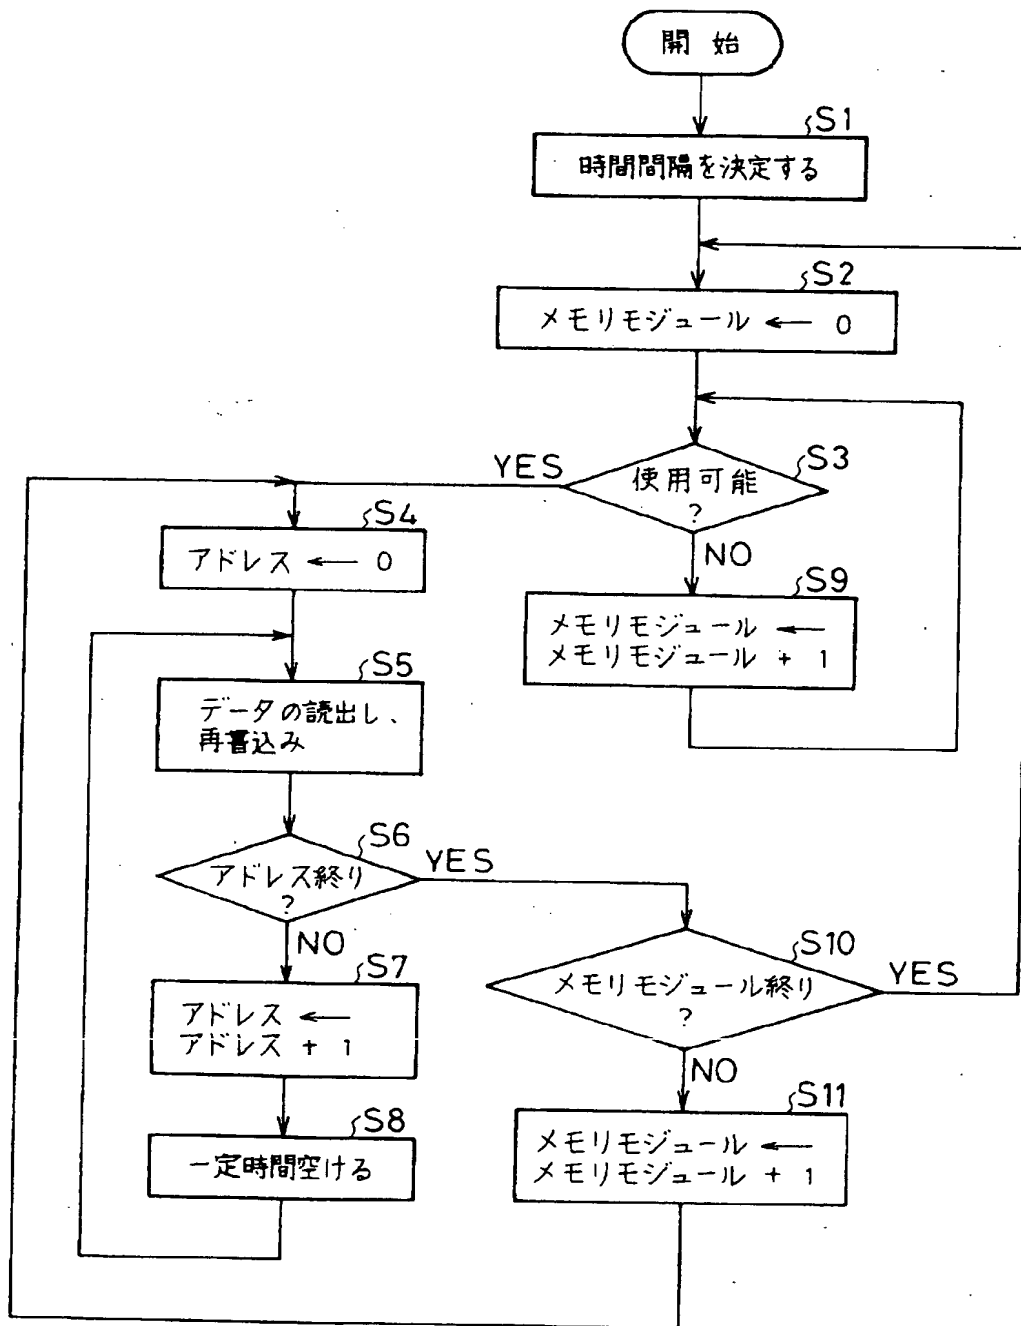 開始
S1
時間間隔を決定する
S2
メモリモジュール ← 0
S3
使用可能
?
YES
NO
S4
アドレス ← 0
S9
メモリモジュール ←
メモリモジュール + 1
S5
データの読出し、
再書込み
S6
アドレス終り
?
YES
NO
S7
アドレス ←
アドレス + 1
S8
一定時間空ける
S10
メモリモジュール終り
?
YES
NO
S11
メモリモジュール ←
メモリモジュール + 1